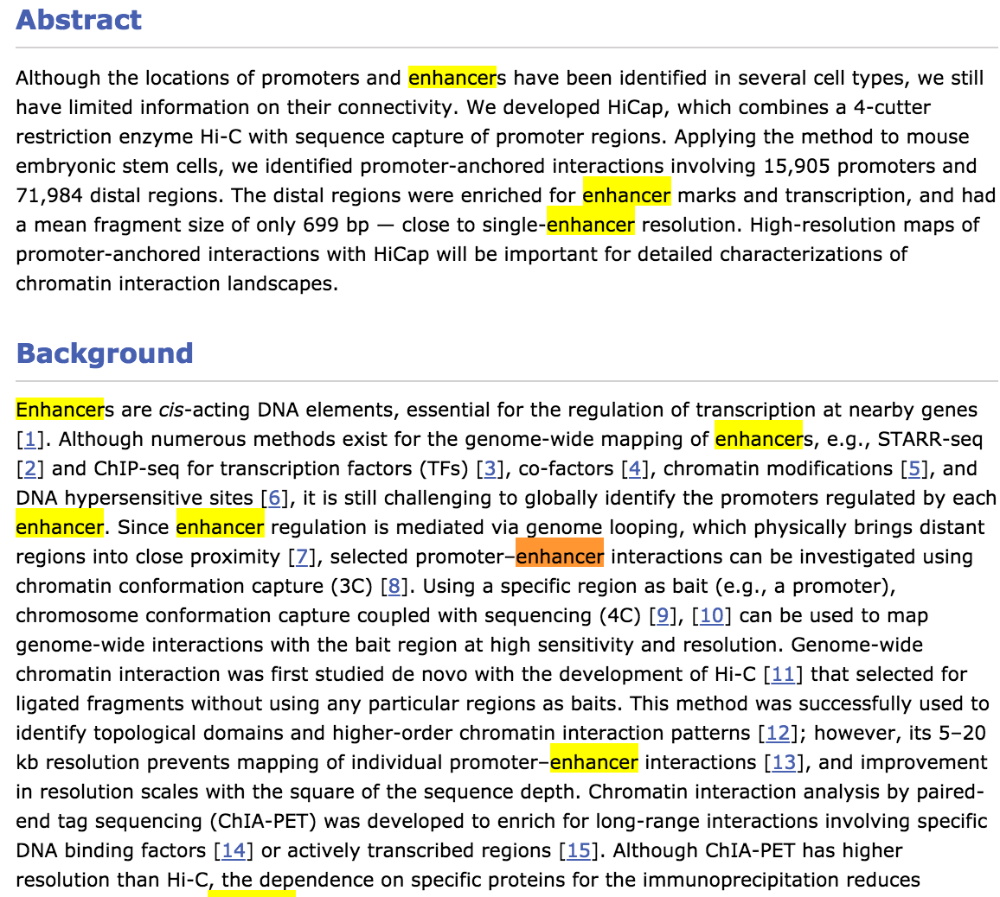 Abstract
Although the locations of promoters and enhancers have been identified in several cell types, we still
have limited information on their connectivity. We developed HiCap, which combines a 4-cutter
restriction enzyme Hi-C with sequence capture of promoter regions. Applying the method to mouse
embryonic stem cells, we identified promoter-anchored interactions involving 15,905 promoters and
71,984 distal regions. The distal regions were enriched for enhancer marks and transcription, and had
a mean fragment size of only 699 bp — close to single-enhancer resolution. High-resolution maps of
promoter-anchored interactions with HiCap will be important for detailed characterizations of
chromatin interaction landscapes.
Background
Enhancers are cis-acting DNA elements, essential for the regulation of transcription at nearby genes
[1]. Although numerous methods exist for the genome-wide mapping of enhancers, e.g., STARR-seq
[2] and ChIP-seq for transcription factors (TFs) [3], co-factors [4], chromatin modifications [5], and
DNA hypersensitive sites [6], it is still challenging to globally identify the promoters regulated by each
enhancer. Since enhancer regulation is mediated via genome looping, which physically brings distant
regions into close proximity [7], selected promoter–enhancer interactions can be investigated using
chromatin conformation capture (3C) [8]. Using a specific region as bait (e.g., a promoter),
chromosome conformation capture coupled with sequencing (4C) [9], [10] can be used to map
genome-wide interactions with the bait region at high sensitivity and resolution. Genome-wide
chromatin interaction was first studied de novo with the development of Hi-C [11] that selected for
ligated fragments without using any particular regions as baits. This method was successfully used to
identify topological domains and higher-order chromatin interaction patterns [12]; however, its 5–20
kb resolution prevents mapping of individual promoter–enhancer interactions [13], and improvement
in resolution scales with the square of the sequence depth. Chromatin interaction analysis by paired-
end tag sequencing (ChIA-PET) was developed to enrich for long-range interactions involving specific
DNA binding factors [14] or actively transcribed regions [15]. Although ChIA-PET has higher
resolution than Hi-C, the dependence on specific proteins for the immunoprecipitation reduces